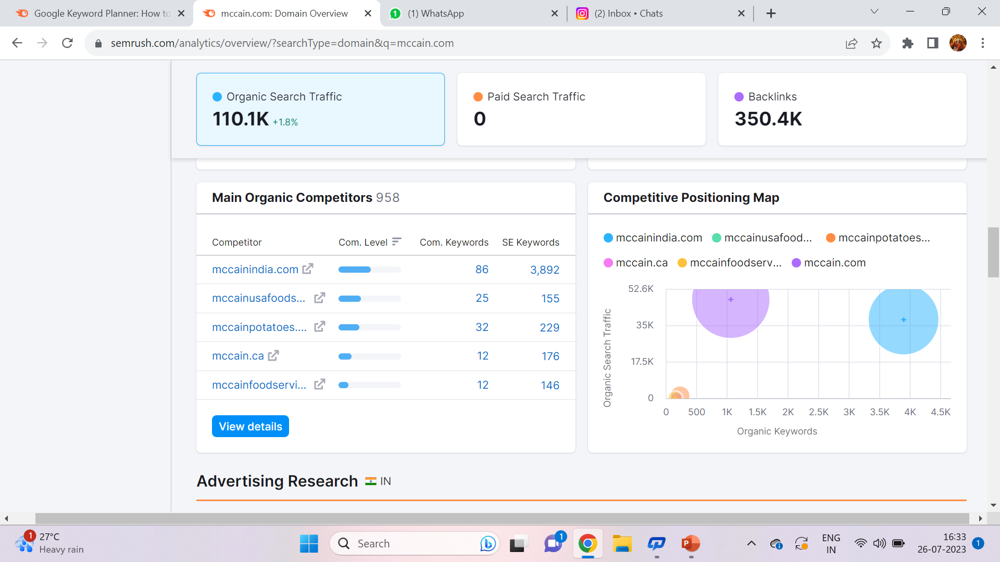 Google Keyword Planner: How to
mccain.com: Domain Overview
(1) WhatsApp
(2) Inbox • Chats
semrush.com/analytics/overview/?searchType=domain&q=mccain.com
Organic Search Traffic
110.1K +1.8%
Paid Search Traffic
0
Backlinks
350.4K
Main Organic Competitors 958
Competitor Com. Level Com. Keywords SE Keywords
mccainindia.com 86 3,892
mccainusafoods... 25 155
mccainpotatoes.... 32 229
mccain.ca 12 176
mccainfoodservi... 12 146
View details
Competitive Positioning Map
mccainindia.com mccainusafood... mccainpotatoes...
mccain.ca mccainfoodserv... mccain.com
Organic Search Traffic
52.6K
35K
17.5K
0
0 500 1K 1.5K 2K 2.5K 3K 3.5K 4K 4.5K
Organic Keywords
Advertising Research IN
1
27°C
Heavy rain
Search
1
ENG
IN
16:33
26-07-2023
1